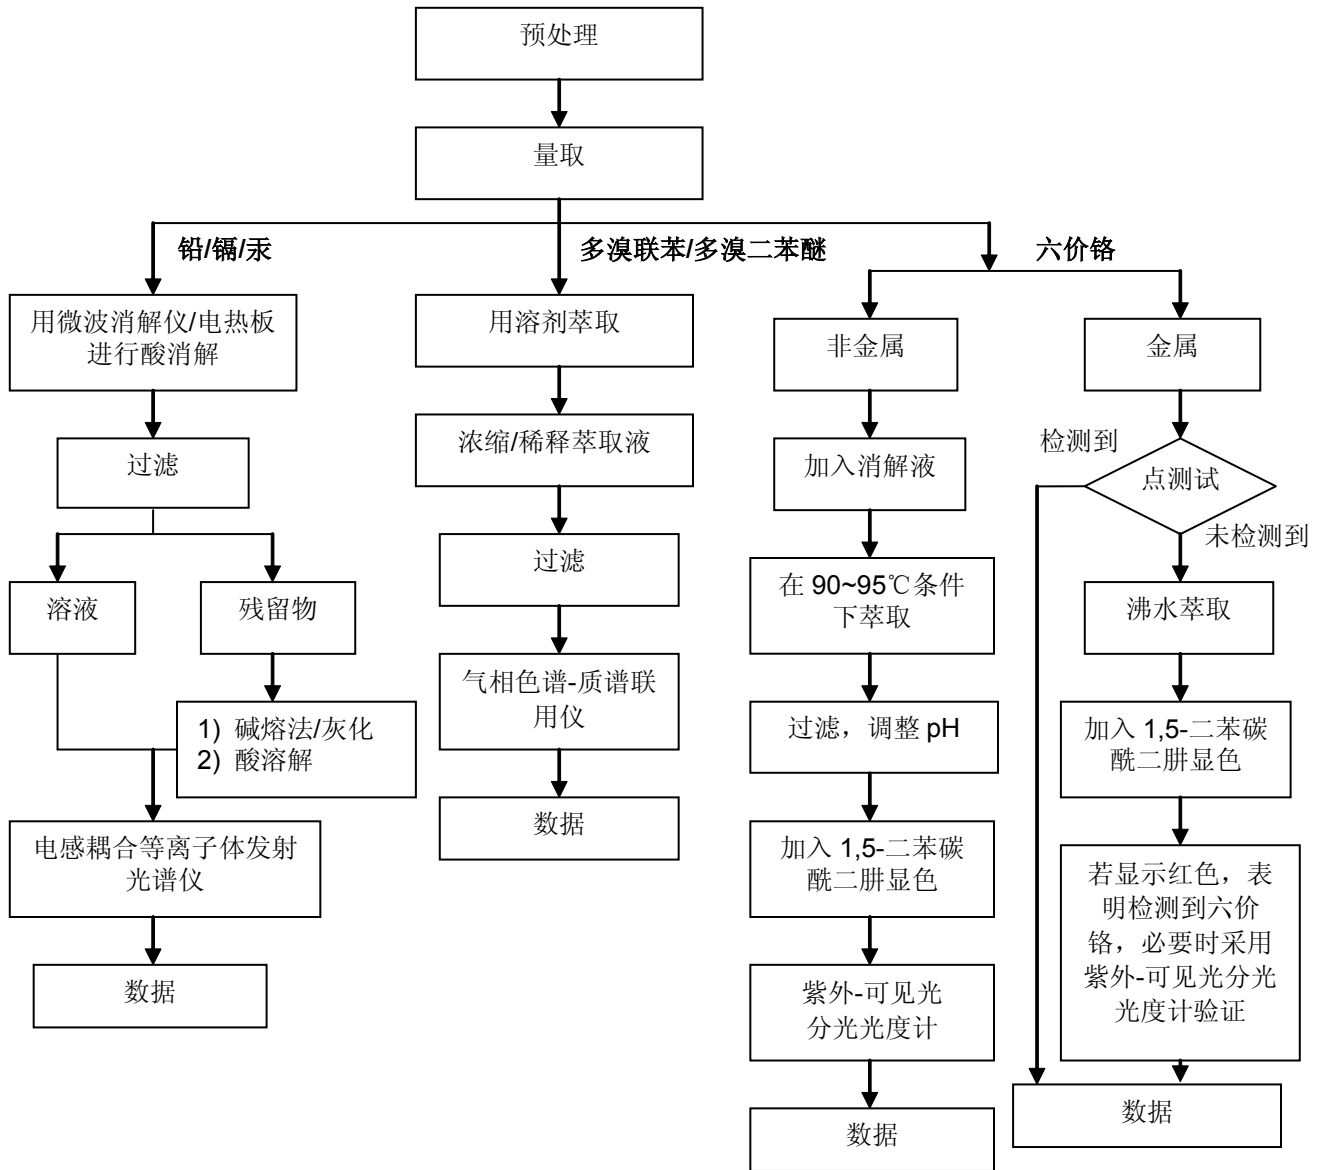 预处理
量取
铅/镉/汞
多溴联苯/多溴二苯醚
六价铬
用微波消解仪/电热板
进行酸消解
过滤
溶液
残留物
1) 碱熔法/灰化
2) 酸溶解
电感耦合等离子体发射
光谱仪
数据
用溶剂萃取
浓缩/稀释萃取液
过滤
气相色谱-质谱联
用仪
数据
非金属
加入消解液
在 90~95℃条件
下萃取
过滤，调整 pH
加入 1,5-二苯碳
酰二肼显色
紫外-可见光
分光光度计
数据
金属
检测到
点测试
未检测到
沸水萃取
加入 1,5-二苯碳
酰二肼显色
若显示红色，表
明检测到六价
铬，必要时采用
紫外-可见光分光
光度计验证
数据